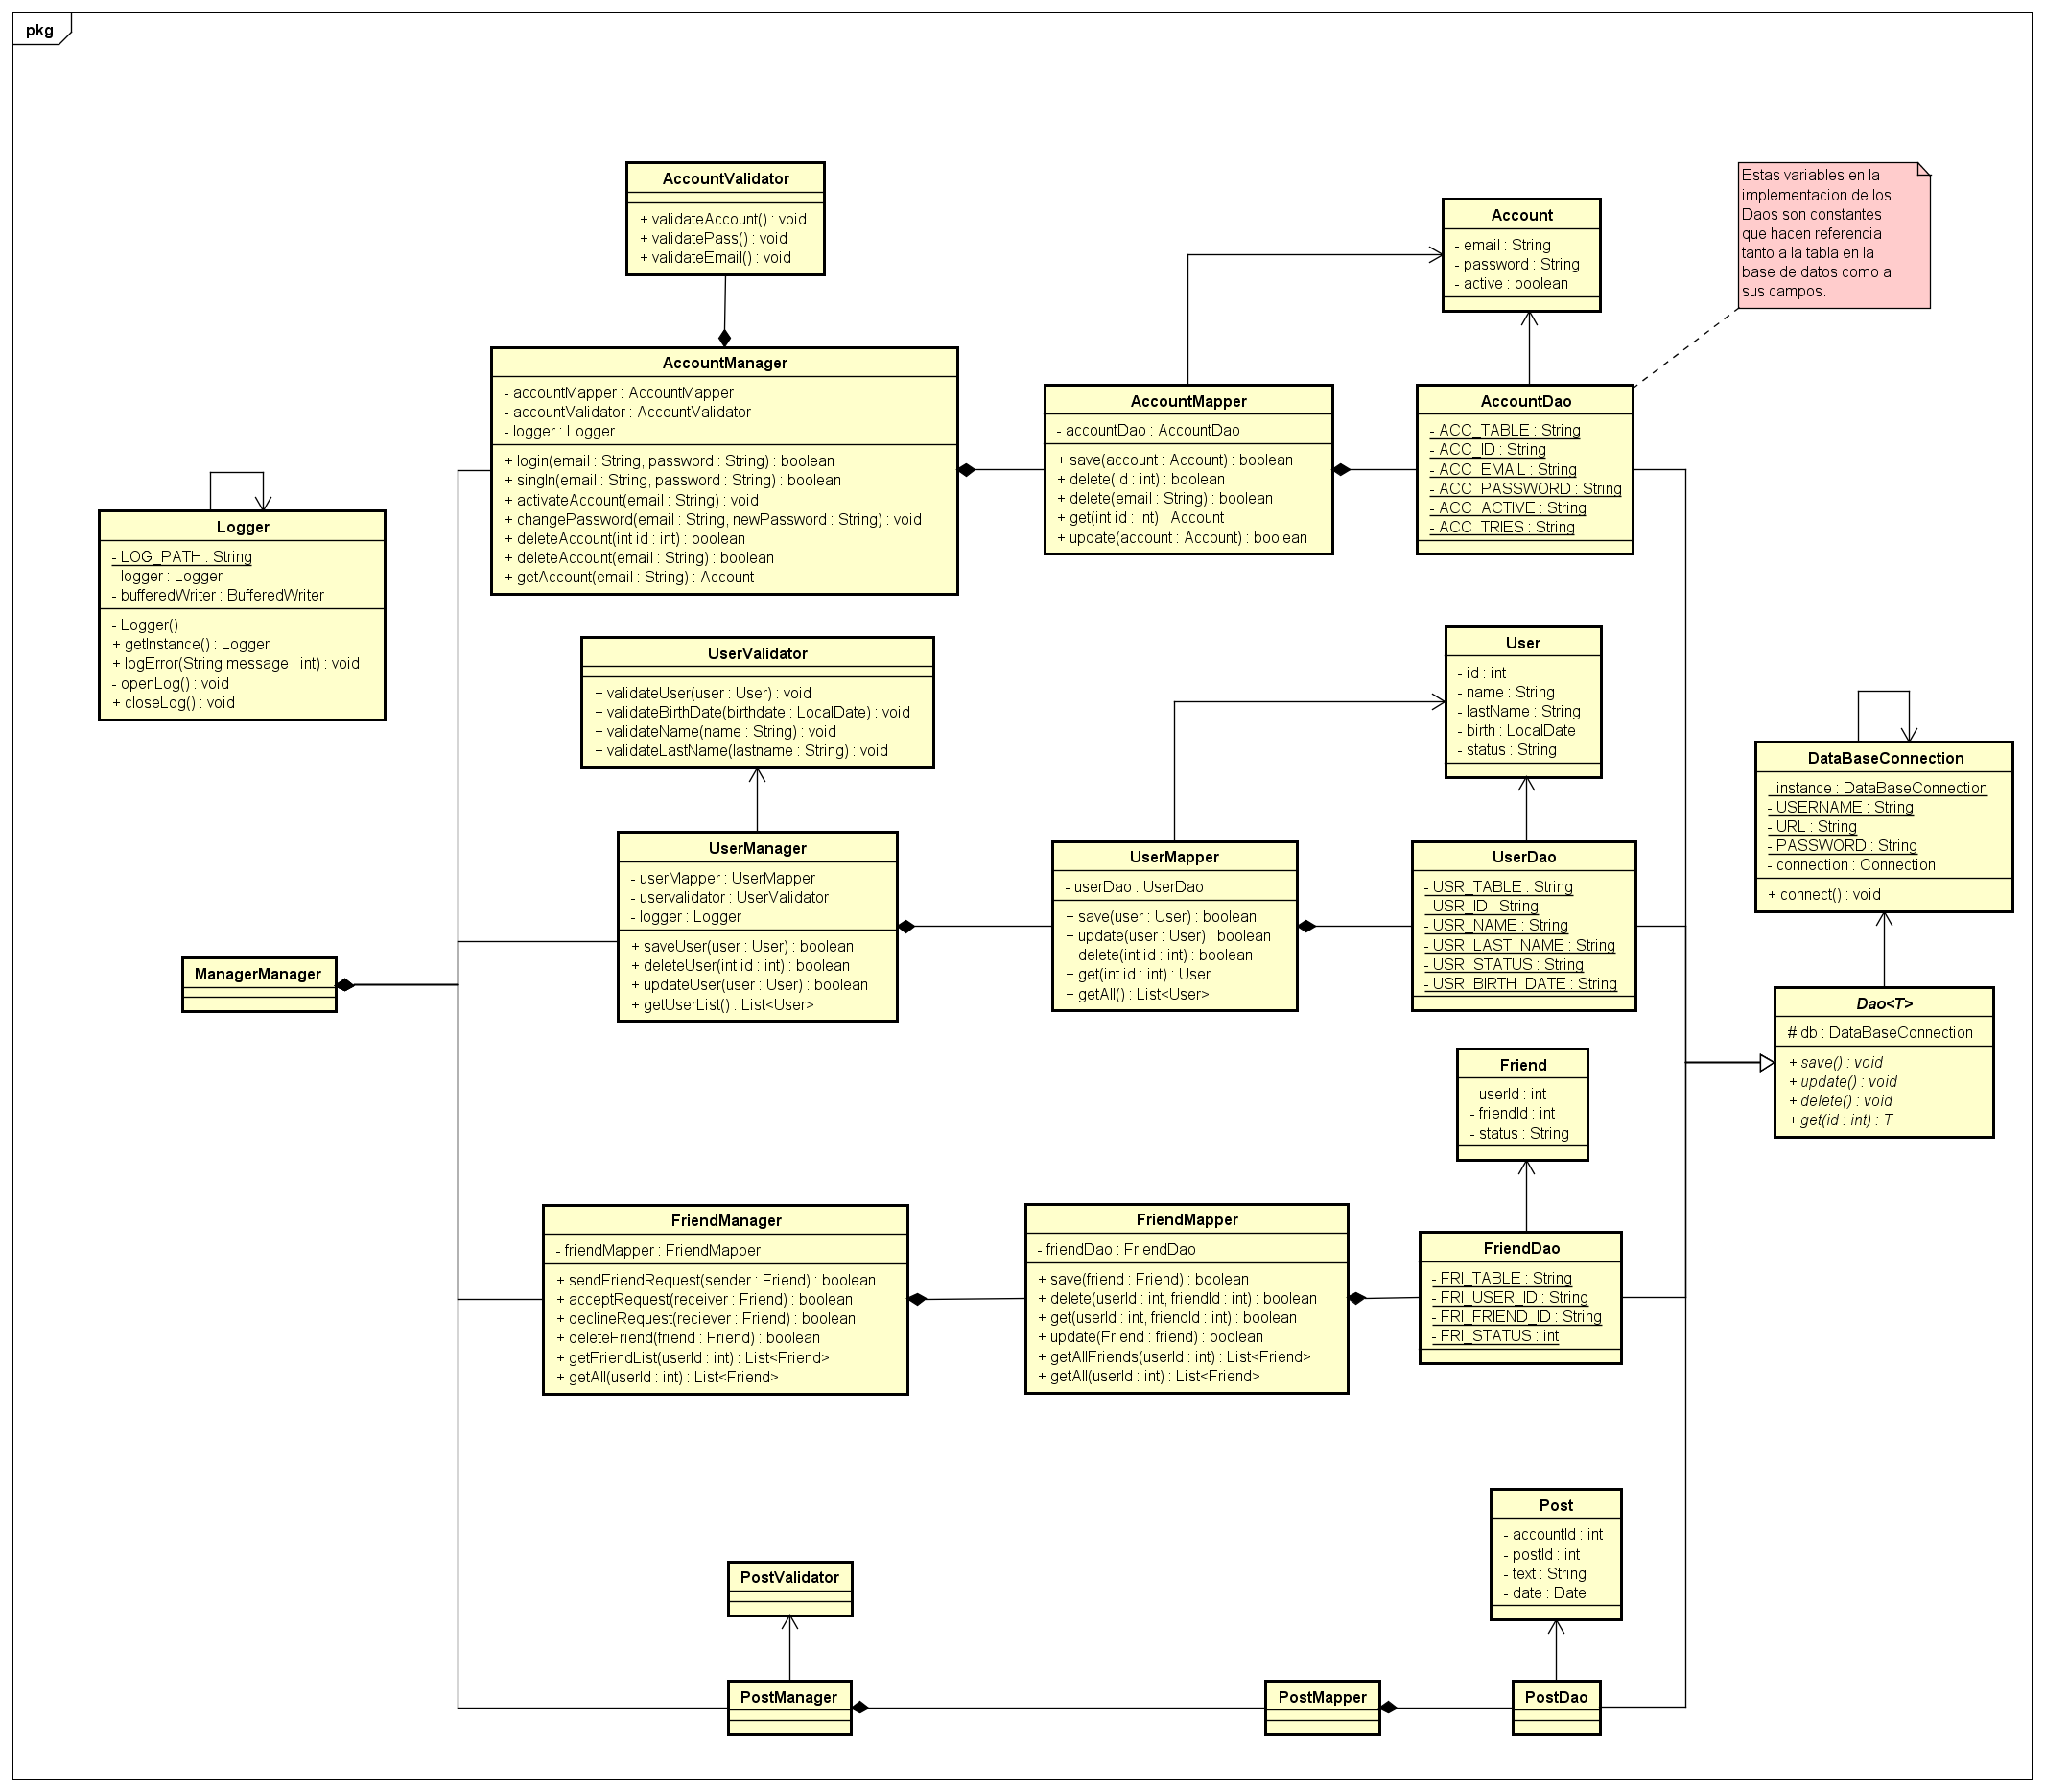 pkg
AccountValidator
+ validateAccount() : void
+ validatePass() : void
+ validateEmail() : void
Account
- email : String
- password : String
- active : boolean
Estas variables en la
implementacion de los
Daos son constantes
que hacen referencia
tanto a la tabla en la
base de datos como a
sus campos.
AccountManager
- accountMapper : AccountMapper
- accountValidator : AccountValidator
- logger : Logger
+ login(email : String, password : String) : boolean
+ singIn(email : String, password : String) : boolean
+ activateAccount(email : String) : void
+ changePassword(email : String, newPassword : String) : void
+ deleteAccount(int id : int) : boolean
+ deleteAccount(email : String) : boolean
+ getAccount(email : String) : Account
AccountMapper
- accountDao : AccountDao
+ save(account : Account) : boolean
+ delete(id : int) : boolean
+ delete(email : String) : boolean
+ get(int id : int) : Account
+ update(account : Account) : boolean
AccountDao
- ACC_TABLE : String
- ACC_ID : String
- ACC_EMAIL : String
- ACC_PASSWORD : String
- ACC_ACTIVE : String
- ACC_TRIES : String
Logger
- LOG_PATH : String
- logger : Logger
- bufferedWriter : BufferedWriter
- Logger()
+ getInstance() : Logger
+ logError(String message : int) : void
- openLog() : void
+ closeLog() : void
UserValidator
+ validateUser(user : User) : void
+ validateBirthDate(birthdate : LocalDate) : void
+ validateName(name : String) : void
+ validateLastName(lastname : String) : void
User
- id : int
- name : String
- lastName : String
- birth : LocalDate
- status : String
DataBaseConnection
- instance : DataBaseConnection
- USERNAME : String
- URL : String
- PASSWORD : String
- connection : Connection
+ connect() : void
UserManager
- userMapper : UserMapper
- uservalidator : UserValidator
- logger : Logger
+ saveUser(user : User) : boolean
+ deleteUser(int id : int) : boolean
+ updateUser(user : User) : boolean
+ getUserList() : List<User>
UserMapper
- userDao : UserDao
+ save(user : User) : boolean
+ update(user : User) : boolean
+ delete(int id : int) : boolean
+ get(int id : int) : User
+ getAll() : List<User>
UserDao
- USR_TABLE : String
- USR_ID : String
- USR_NAME : String
- USR_LAST_NAME : String
- USR_STATUS : String
- USR_BIRTH_DATE : String
ManagerManager
Dao<T>
# db : DataBaseConnection
+ save() : void
+ update() : void
+ delete() : void
+ get(id : int) : T
Friend
- userId : int
- friendId : int
- status : String
FriendManager
- friendMapper : FriendMapper
+ sendFriendRequest(sender : Friend) : boolean
+ acceptRequest(receiver : Friend) : boolean
+ declineRequest(reciever : Friend) : boolean
+ deleteFriend(friend : Friend) : boolean
+ getFriendList(userId : int) : List<Friend>
+ getAll(userId : int) : List<Friend>
FriendMapper
- friendDao : FriendDao
+ save(friend : Friend) : boolean
+ delete(userId : int, friendId : int) : boolean
+ get(userId : int, friendId : int) : boolean
+ update(Friend : friend) : boolean
+ getAllFriends(userId : int) : List<Friend>
+ getAll(userId : int) : List<Friend>
FriendDao
- FRI_TABLE : String
- FRI_USER_ID : String
- FRI_FRIEND_ID : String
- FRI_STATUS : int
Post
- accountId : int
- postId : int
- text : String
- date : Date
PostValidator
PostManager
PostMapper
PostDao